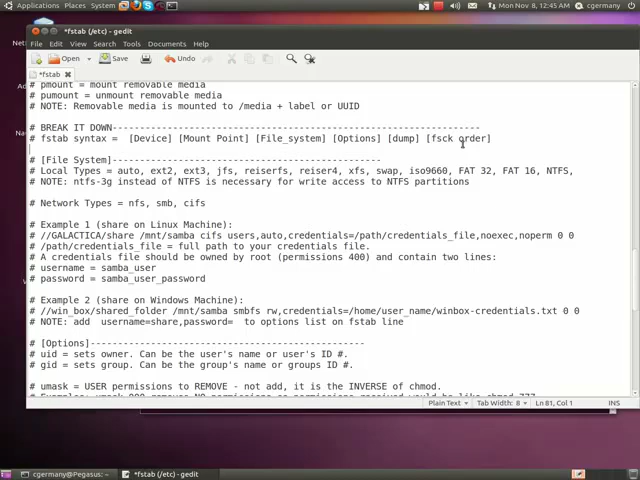 Applications Places System Mon Nov 8, 12:45 AM cgermany
*fstab (/etc) - gedit
File Edit View Search Tools Documents Help
Open Save Undo
*fstab
# pmount = mount removable media
# pumount = unmount removable media
# NOTE: Removable media is mounted to /media + label or UUID
# BREAK IT DOWN----------------------------------------------------------------------
# fstab syntax =  [Device] [Mount Point] [File_system] [Options] [dump] [fsck order]
# [File System]---------------------------------------------------
# Local Types = auto, ext2, ext3, jfs, reiserfs, reiser4, xfs, swap, iso9660, FAT 32, FAT 16, NTFS,
# NOTE: ntfs-3g instead of NTFS is necessary for write access to NTFS partitions
# Network Types = nfs, smb, cifs
# Example 1 (share on Linux Machine):
# //GALACTICA/share /mnt/samba cifs users,auto,credentials=/path/credentials_file,noexec,noperm 0 0
# /path/credentials_file = full path to your credentials file.
# A credentials file should be owned by root (permissions 400) and contain two lines:
# username = samba_user
# password = samba_user_password
# Example 2 (share on Windows Machine):
# //win_box/shared_folder /mnt/samba smbfs rw,credentials=/home/user_name/winbox-credentials.txt 0 0
# NOTE: add  username=share,password=  to options list on fstab line
# [Options]----------------------------------------------------
# uid = sets owner. Can be the user's name or user's ID #.
# gid = sets group. Can be the group's name or groups ID #.
# umask = USER permissions to REMOVE - not add, it is the INVERSE of chmod.
Plain Text Tab Width: 8 Ln 81, Col 1 INS
cgermany@Pegasus: ~ *fstab (/etc) - gedit